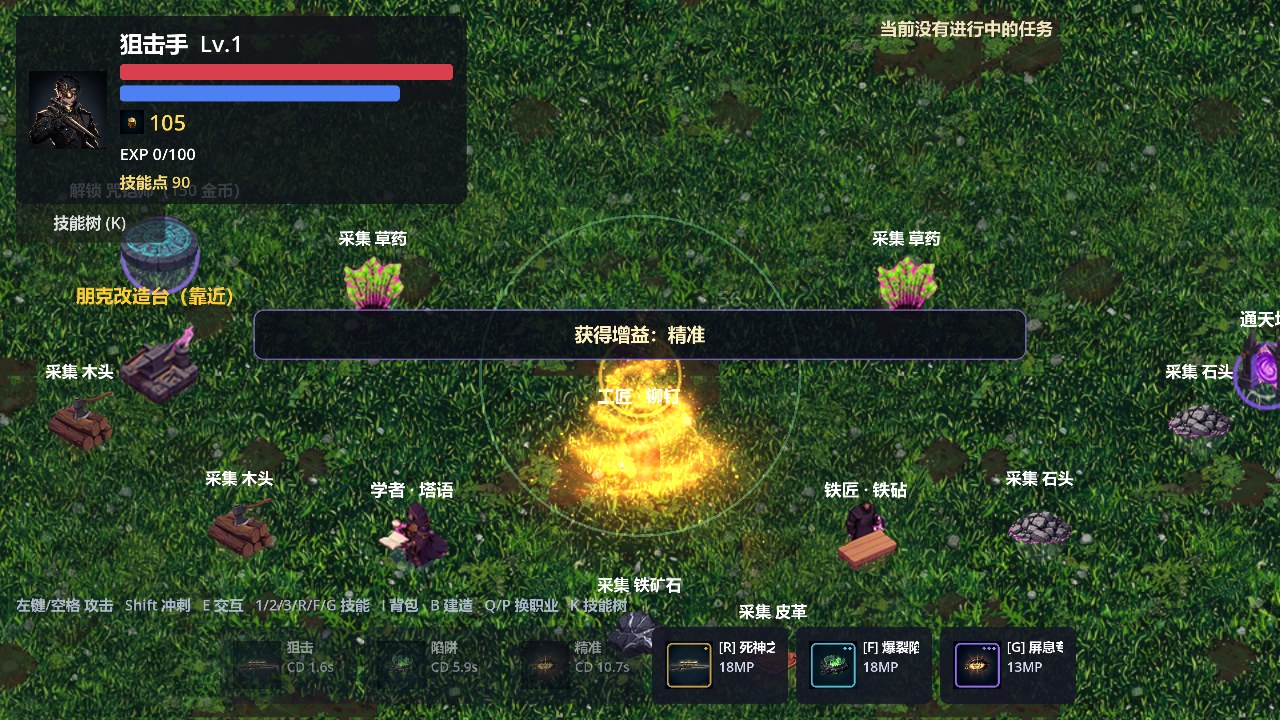 狙击手 Lv.1
105
EXP 0/100
技能点 90
技能树 (K)
当前没有进行中的任务
采集 草药
采集 草药
朋克改造台（靠近）
获得增益：精准
采集 木头
采集 石头
工匠 · 铆钉
采集 木头
学者 · 塔语
铁匠 · 铁砧
采集 石头
采集 铁矿石
采集 皮革
左键/空格 攻击 Shift 冲刺 E 交互 1/2/3/R/F/G 技能 I 背包 · B 建造 Q/P 换职业 K 技能树
狙击
CD 1.6s
陷阱
CD 5.9s
精准
CD 10.7s
[R] 死神之
18MP
[F] 爆裂陷
18MP
[G] 屏息
13MP